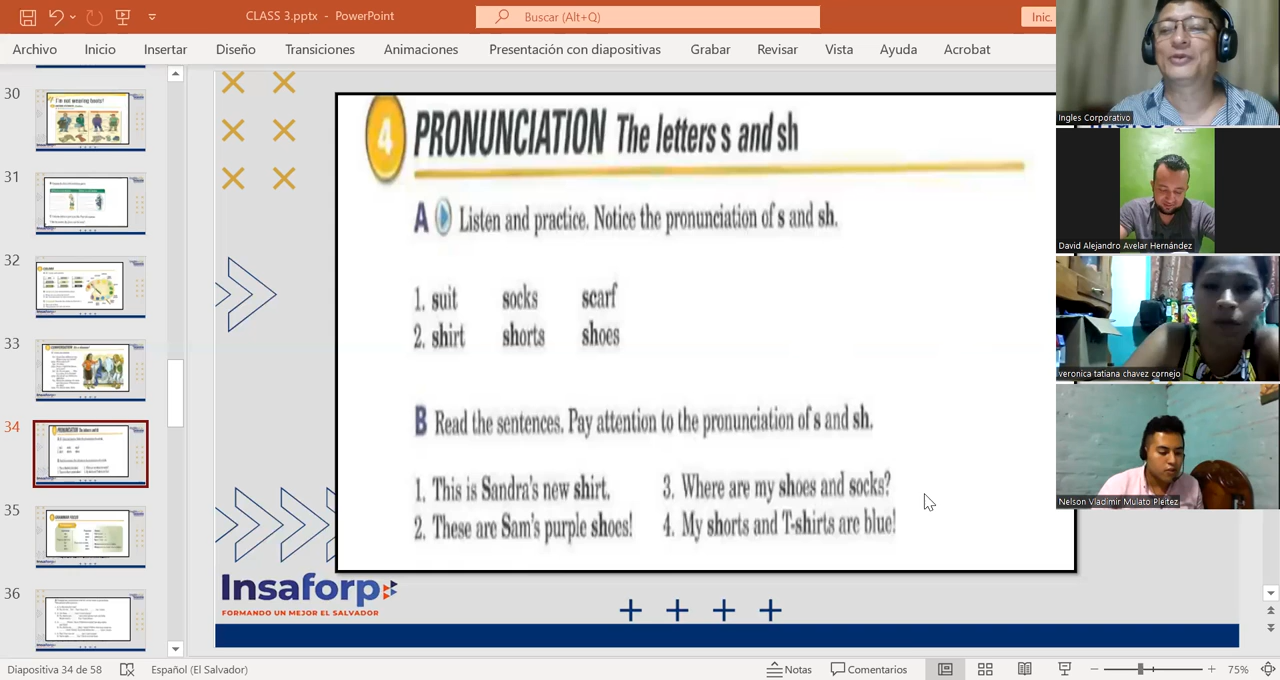 CLASS 3.pptx - PowerPoint
Buscar (Alt+Q)
Inic.
Archivo Inicio Insertar Diseño Transiciones Animaciones Presentación con diapositivas Grabar Revisar Vista Ayuda Acrobat
Ingles Corporativo
David Alejandro Avelar Hernández
veronica tatiana chavez cornejo
Nelson Vladimir Mulato Pleitez
30
I'm not wearing boots!
31
32
33
34
35
36
4 PRONUNCIATION The letters s and sh
A Listen and practice. Notice the pronunciation of s and sh.
1. suit socks scarf
2. shirt shorts shoes
B Read the sentences. Pay attention to the pronunciation of s and sh.
1. This is Sandra's new shirt.
2. These are Sam's purple shoes!
3. Where are my shoes and socks?
4. My shorts and T-shirts are blue!
Insaforp
FORMANDO UN MEJOR EL SALVADOR
Diapositiva 34 de 58 Español (El Salvador) Notas Comentarios 75%